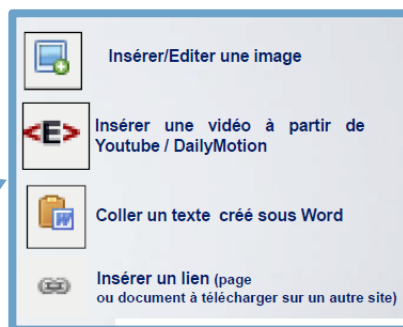 Insérer/Editer une image
<E>
Insérer une vidéo à partir de
Youtube / DailyMotion
W
Coller un texte créé sous Word
Insérer un lien (page
ou document à télécharger sur un autre site)